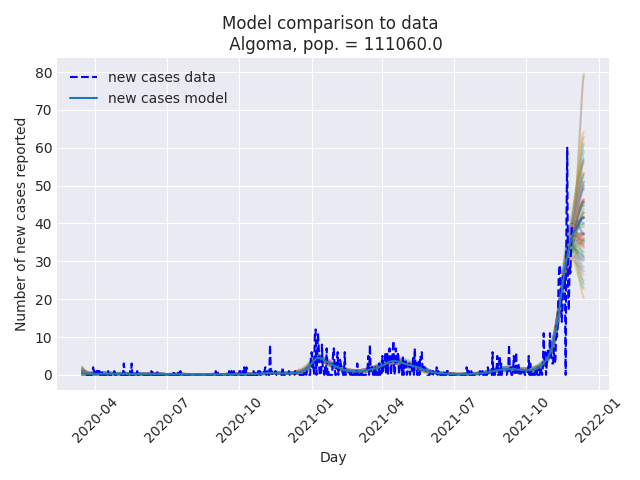 Model comparison to data
Algoma, pop. = 111060.0
new cases data
new cases model
Number of new cases reported
80
70
60
50
40
30
20
10
0
2020-04
2020-07
2020-10
2021-01
2021-04
2021-07
2021-10
2022-01
Day